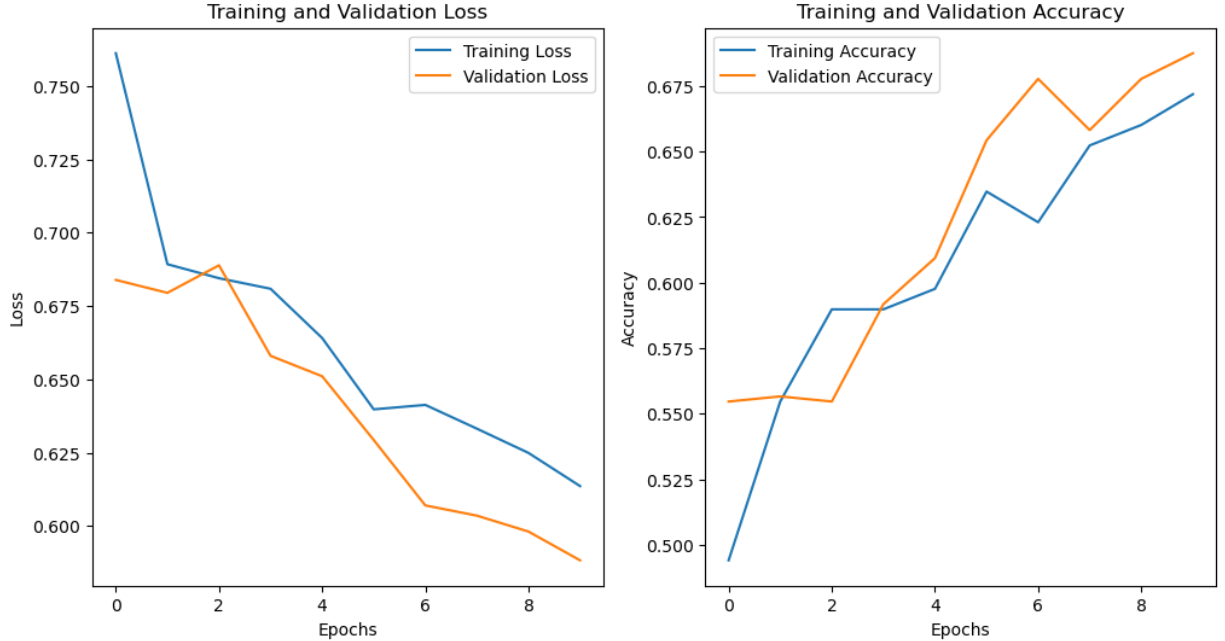 Training and Validation Loss
Training Loss
Validation Loss
0.750
0.725
0.700
0.675
0.650
0.625
0.600
Loss
0 2 4 6 8
Epochs
Training and Validation Accuracy
Training Accuracy
Validation Accuracy
0.675
0.650
0.625
0.600
0.575
0.550
0.525
0.500
Accuracy
0 2 4 6 8
Epochs